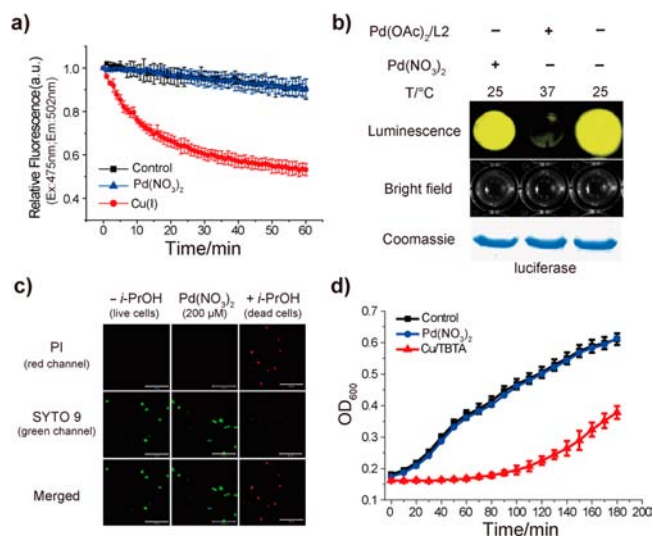 a)
Relative Fluorescence(a.u.)
(Ex:475nm;Em:502nm)
1.0
0.8
0.6
0.4
Control
Pd(NO3)2
Cu(I)
0 10 20 30 40 50 60
Time/min
b)
Pd(OAc)2/L2 – + –
Pd(NO3)2 + – –
T/°C 25 37 25
Luminescence
Bright field
Coomassie
luciferase
c)
– i-PrOH Pd(NO3)2 + i-PrOH
(live cells) (200 μM) (dead cells)
PI
(red channel)
SYTO 9
(green channel)
Merged
d)
OD600
0.7
0.6
0.5
0.4
0.3
0.2
0.1
Control
Pd(NO3)2
Cu/TBTA
0 20 40 60 80 100 120 140 160 180 200
Time/min